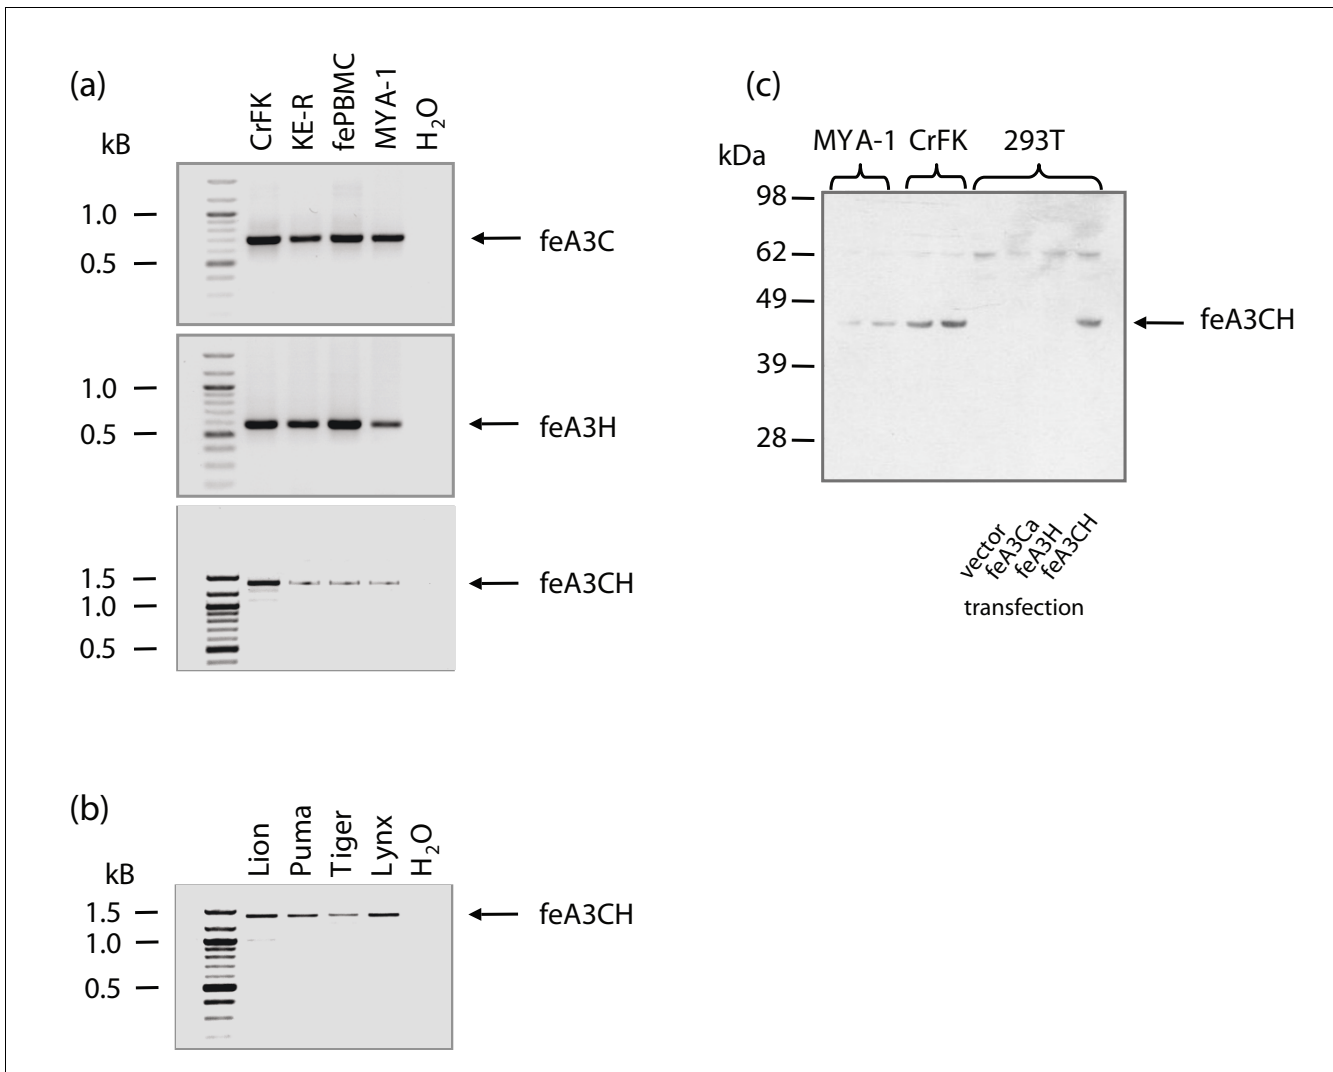 (a)
CrFK
KE-R
fePBMC
MYA-1
H2O
kB
1.0
0.5
feA3C
1.0
0.5
feA3H
1.5
1.0
0.5
feA3CH
(b)
Lion
Puma
Tiger
Lynx
H2O
kB
1.5
1.0
0.5
feA3CH
(c)
MYA-1 CrFK 293T
kDa
98
62
49
39
28
feA3CH
vector
feA3Ca
feA3H
feA3CH
transfection